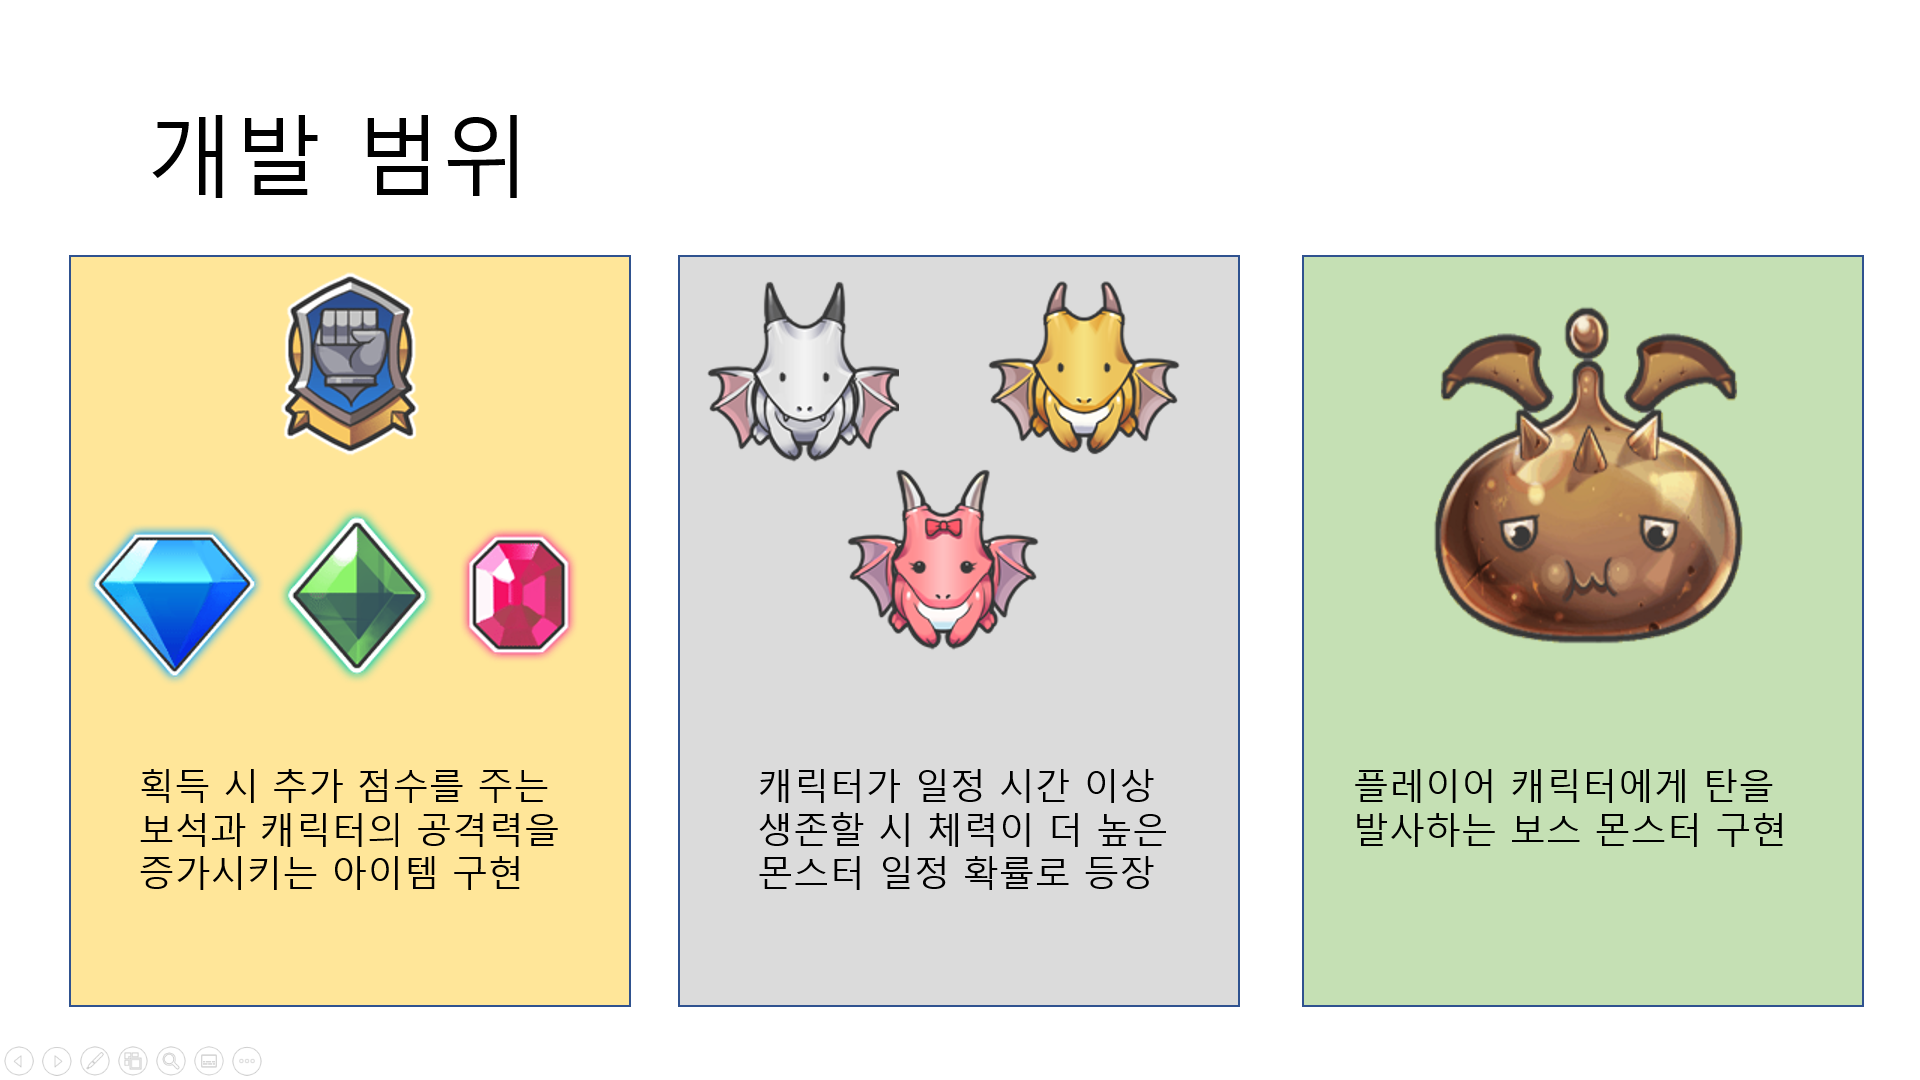 개발 범위
획득 시 추가 점수를 주는
보석과 캐릭터의 공격력을
증가시키는 아이템 구현
캐릭터가 일정 시간 이상
생존할 시 체력이 더 높은
몬스터 일정 확률로 등장
플레이어 캐릭터에게 탄을
발사하는 보스 몬스터 구현